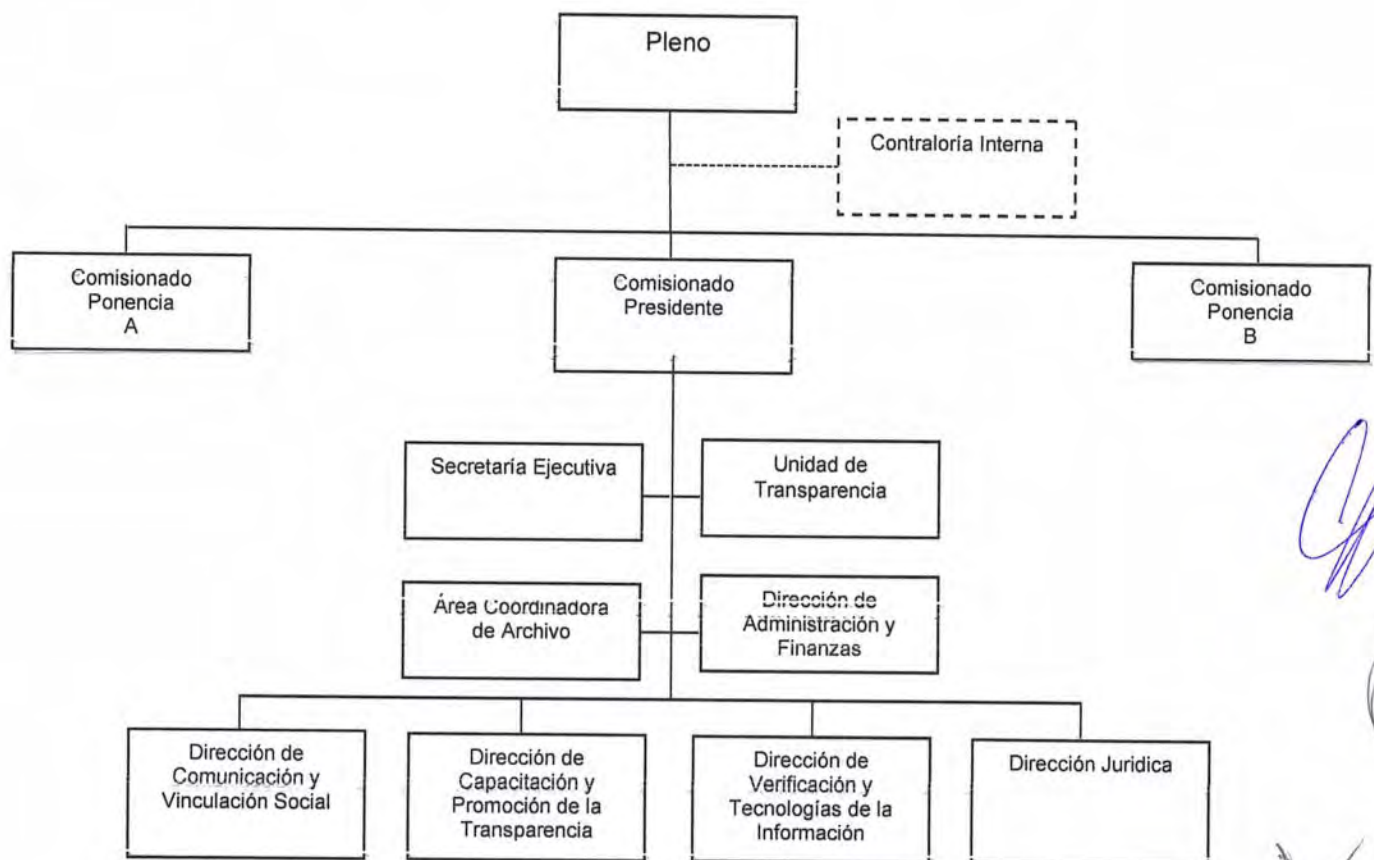 Pleno
Contraloría Interna
Comisionado
Ponencia
A
Comisionado
Presidente
Comisionado
Ponencia
B
Secretaría Ejecutiva
Unidad de
Transparencia
Área Coordinadora
de Archivo
Dirección de
Administración y
Finanzas
Dirección de
Comunicación y
Vinculación Social
Dirección de
Capacitación y
Promoción de la
Transparencia
Dirección de
Verificación y
Tecnologías de la
Información
Dirección Juridica